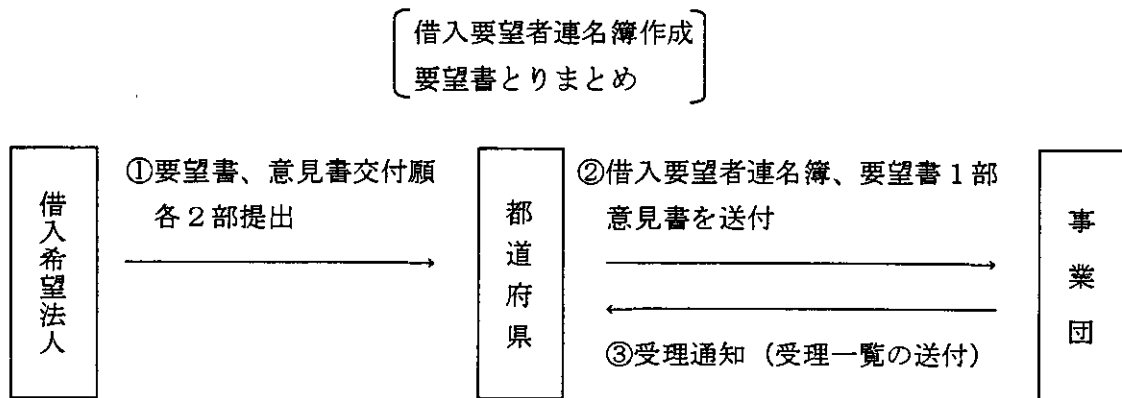 借入要望者連名簿作成
要望書とりまとめ
借入希望法人
①要望書、意見書交付願
各2部提出
都道府県
②借入要望者連名簿、要望書1部
意見書を送付
③受理通知（受理一覧の送付）
事業団